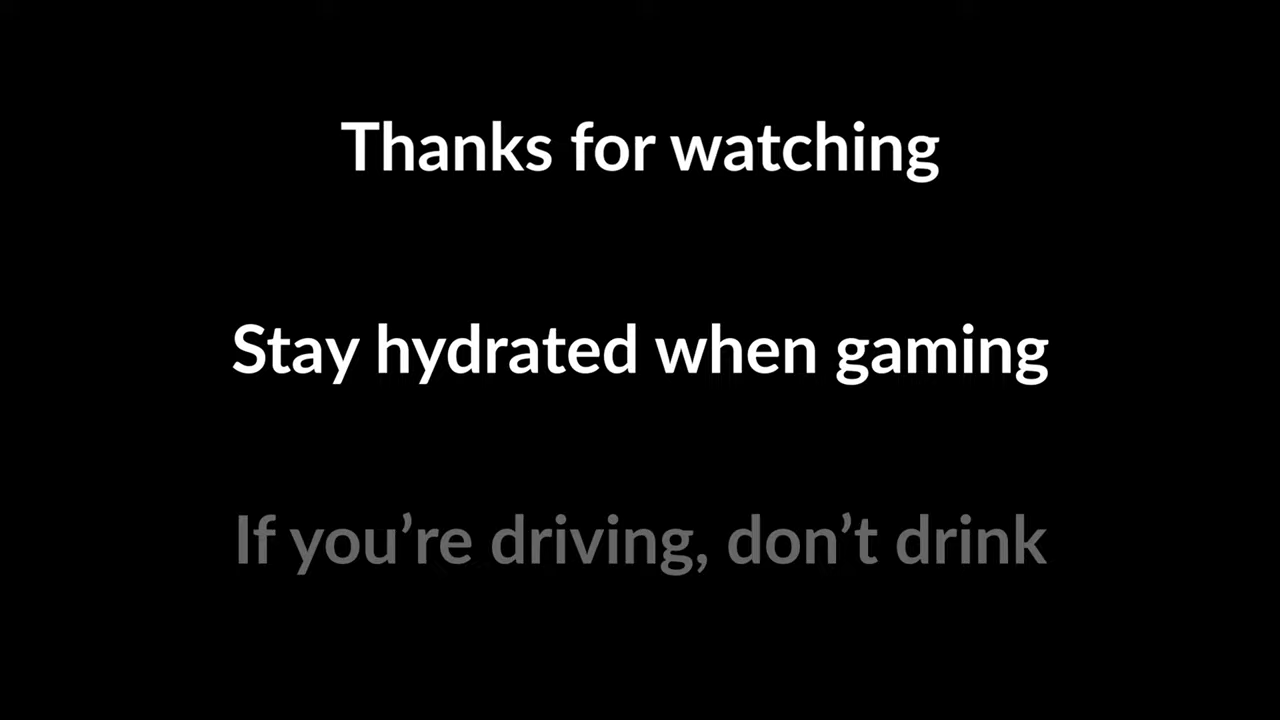 Thanks for watching
Stay hydrated when gaming
If you’re driving, don’t drink